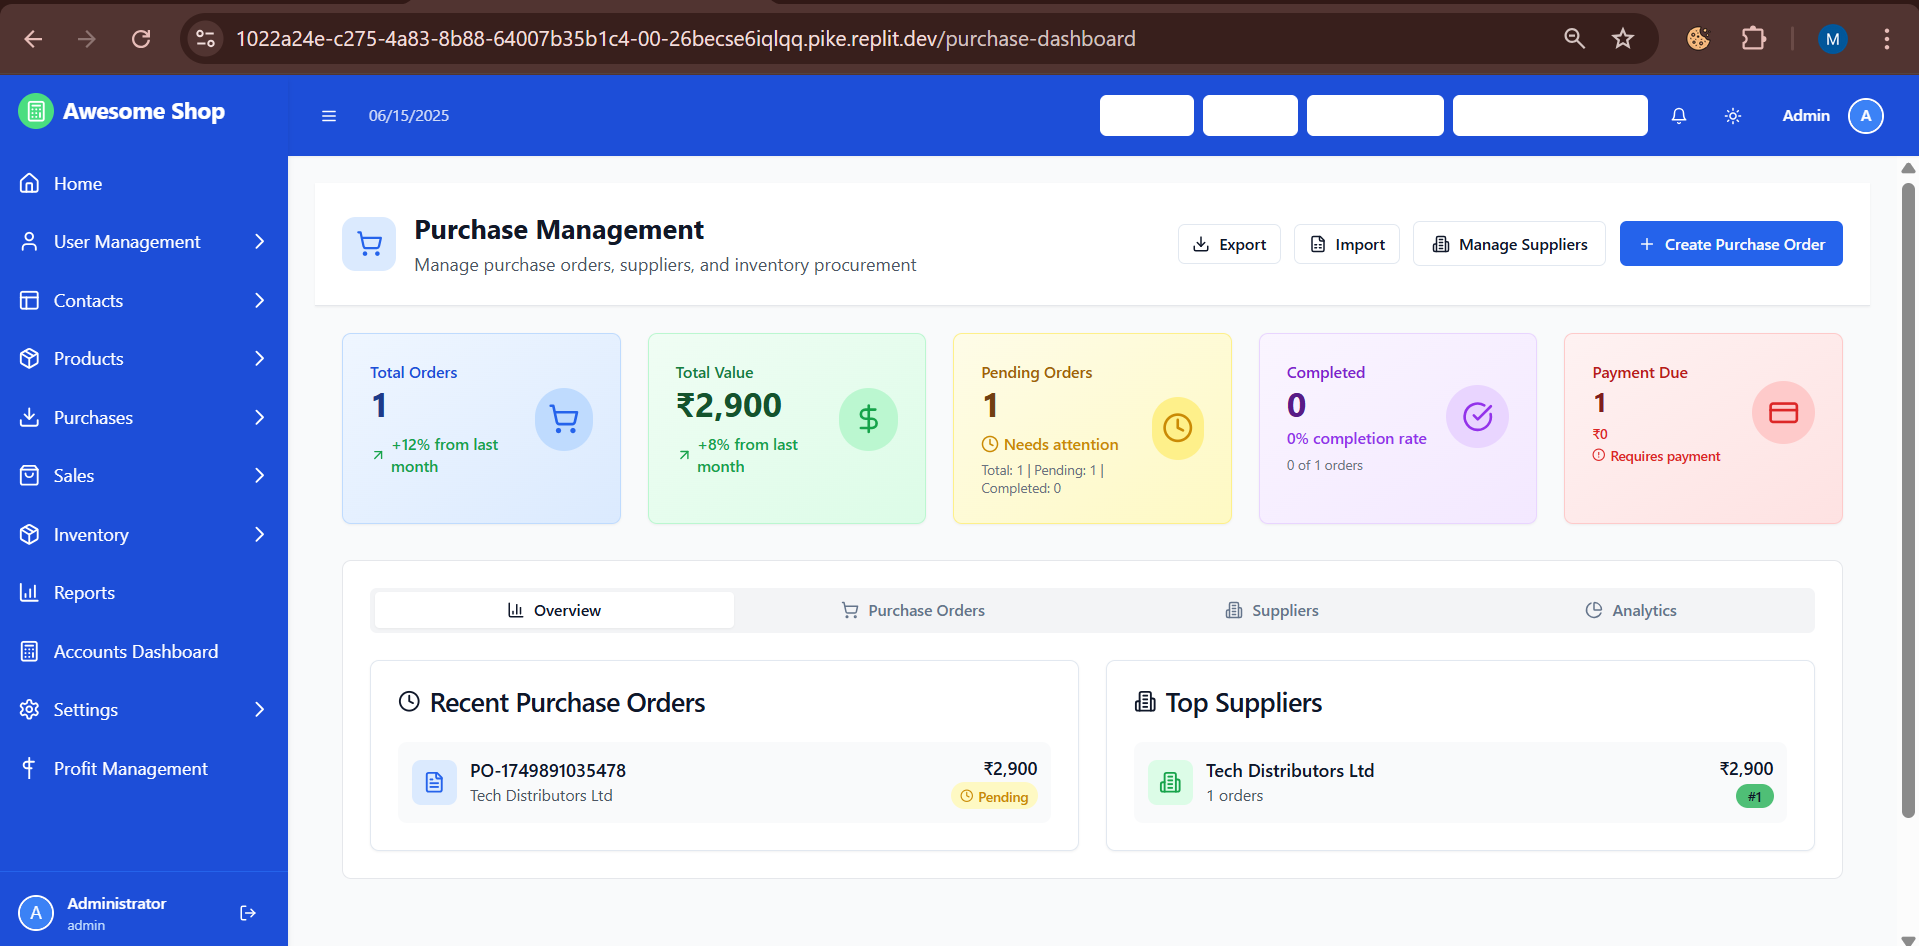 1022a24e-c275-4a83-8b88-64007b35b1c4-00-26becse6iqlqq.pike.replit.dev/purchase-dashboard
M
Awesome Shop
06/15/2025
Admin
A
Home
User Management
Contacts
Products
Purchases
Sales
Inventory
Reports
Accounts Dashboard
Settings
Profit Management
A
Administrator
admin
Purchase Management
Manage purchase orders, suppliers, and inventory procurement
Export
Import
Manage Suppliers
Create Purchase Order
Total Orders
1
+12% from last
month
Total Value
₹2,900
+8% from last
month
Pending Orders
1
Needs attention
Total: 1 | Pending: 1 |
Completed: 0
Completed
0
0% completion rate
0 of 1 orders
Payment Due
1
₹0
Requires payment
Overview
Purchase Orders
Suppliers
Analytics
Recent Purchase Orders
PO-1749891035478
₹2,900
Tech Distributors Ltd
Pending
Top Suppliers
Tech Distributors Ltd
₹2,900
1 orders
#1